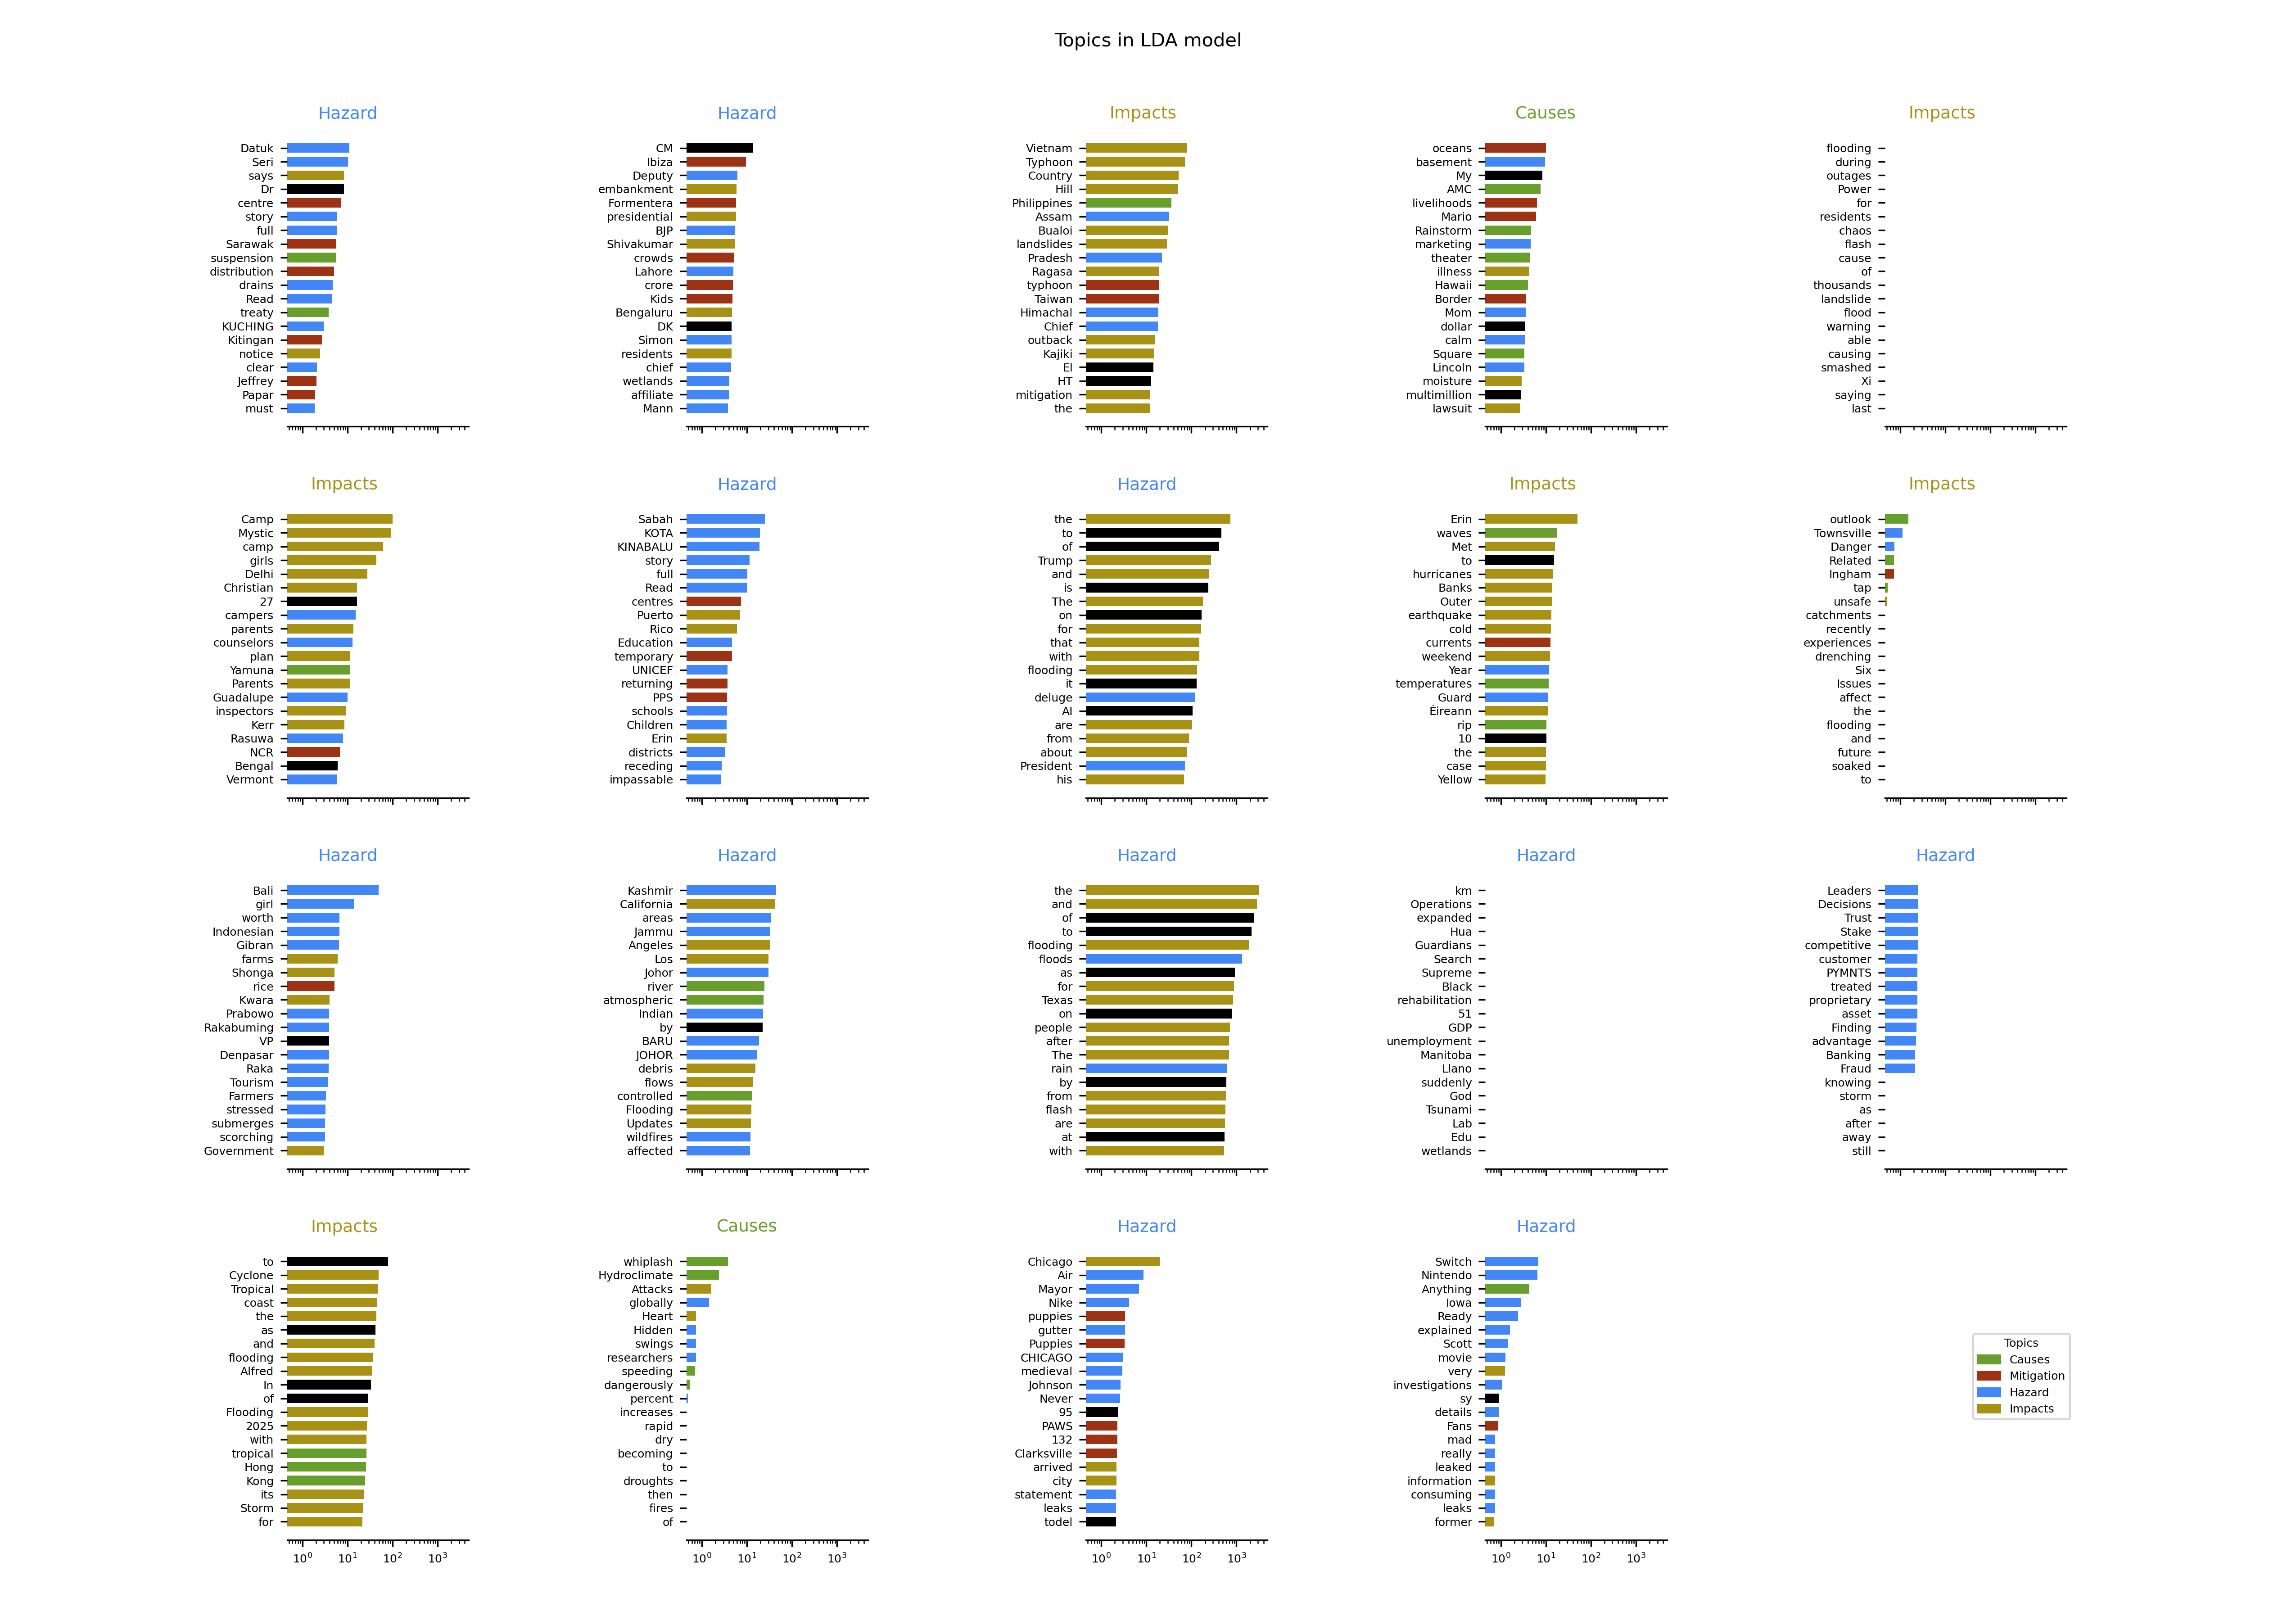 Topics in LDA model
Hazard
Datuk
Seri
says
Dr
centre
story
full
Sarawak
suspension
distribution
drains
Read
treaty
KUCHING
Kitingan
notice
clear
Jeffrey
Papar
must
Hazard
CM
Ibiza
Deputy
embankment
Formentera
presidential
BJP
Shivakumar
crowds
Lahore
crore
Kids
Bengaluru
DK
Simon
residents
chief
wetlands
affiliate
Mann
Impacts
Vietnam
Typhoon
Country
Hill
Philippines
Assam
Bualoi
landslides
Pradesh
Ragasa
typhoon
Taiwan
Himachal
Chief
outback
Kajiki
El
HT
mitigation
the
Causes
oceans
basement
My
AMC
livelihoods
Mario
Rainstorm
marketing
theater
illness
Hawaii
Border
Mom
dollar
calm
Square
Lincoln
moisture
multimillion
lawsuit
Impacts
flooding
during
outages
Power
for
residents
chaos
flash
cause
of
thousands
landslide
flood
warning
able
causing
smashed
Xi
saying
last
Impacts
Camp
Mystic
camp
girls
Delhi
Christian
27
campers
parents
counselors
plan
Yamuna
Parents
Guadalupe
inspectors
Kerr
Rasuwa
NCR
Bengal
Vermont
Hazard
Sabah
KOTA
KINABALU
story
full
Read
centres
Puerto
Rico
Education
temporary
UNICEF
returning
PPS
schools
Children
Erin
districts
receding
impassable
Hazard
the
to
of
Trump
and
is
The
on
for
that
with
flooding
it
deluge
AI
are
from
about
President
his
Impacts
Erin
waves
Met
to
hurricanes
Banks
Outer
earthquake
cold
currents
weekend
Year
temperatures
Guard
Éireann
rip
10
the
case
Yellow
Impacts
outlook
Townsville
Danger
Related
Ingham
tap
unsafe
catchments
recently
experiences
drenching
Six
Issues
affect
the
flooding
and
future
soaked
to
Hazard
Bali
girl
worth
Indonesian
Gibran
farms
Shonga
rice
Kwara
Prabowo
Rakabuming
VP
Denpasar
Raka
Tourism
Farmers
stressed
submerges
scorching
Government
Hazard
Kashmir
California
areas
Jammu
Angeles
Los
Johor
river
atmospheric
Indian
by
BARU
JOHOR
debris
flows
controlled
Flooding
Updates
wildfires
affected
Hazard
the
and
of
to
flooding
floods
as
for
Texas
on
people
after
The
rain
by
from
flash
are
at
with
Hazard
km
Operations
expanded
Hua
Guardians
Search
Supreme
Black
rehabilitation
51
GDP
unemployment
Manitoba
Llano
suddenly
God
Tsunami
Lab
Edu
wetlands
Hazard
Leaders
Decisions
Trust
Stake
competitive
customer
PYMNTS
treated
proprietary
asset
Finding
advantage
Banking
Fraud
knowing
storm
as
after
away
still
Impacts
to
Cyclone
Tropical
coast
the
as
and
flooding
Alfred
In
of
Flooding
2025
with
tropical
Hong
Kong
its
Storm
for
10⁰ 10¹ 10² 10³
Causes
whiplash
Hydroclimate
Attacks
globally
Heart
Hidden
swings
researchers
speeding
dangerously
percent
increases
rapid
dry
becoming
to
droughts
then
fires
of
10⁰ 10¹ 10² 10³
Hazard
Chicago
Air
Mayor
Nike
puppies
gutter
Puppies
CHICAGO
medieval
Johnson
Never
95
PAWS
132
Clarksville
arrived
city
statement
leaks
todel
10⁰ 10¹ 10² 10³
Hazard
Switch
Nintendo
Anything
Iowa
Ready
explained
Scott
movie
very
investigations
sy
details
Fans
mad
really
leaked
information
consuming
leaks
former
10⁰ 10¹ 10² 10³
Topics
Causes
Mitigation
Hazard
Impacts